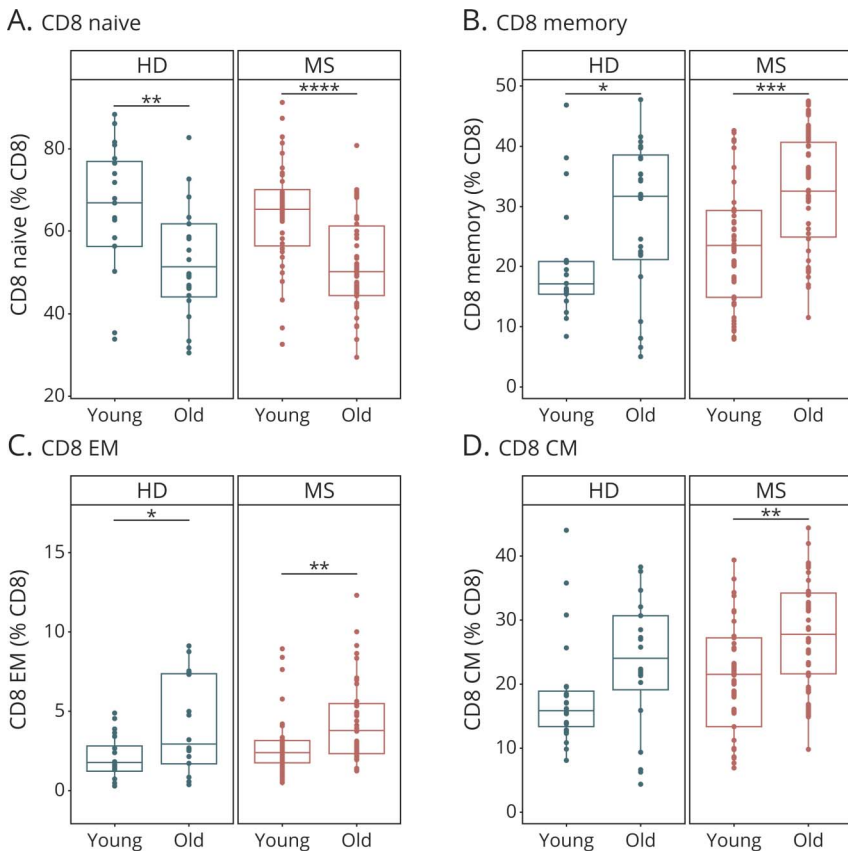 A. CD8 naive
HD
MS
**
****
CD8 naive (% CD8)
80
60
40
20
Young
Old
Young
Old
B. CD8 memory
HD
MS
*
***
CD8 memory (% CD8)
50
40
30
20
10
0
Young
Old
Young
Old
C. CD8 EM
HD
MS
*
**
CD8 EM (% CD8)
15
10
5
0
Young
Old
Young
Old
D. CD8 CM
HD
MS
**
CD8 CM (% CD8)
40
30
20
10
0
Young
Old
Young
Old